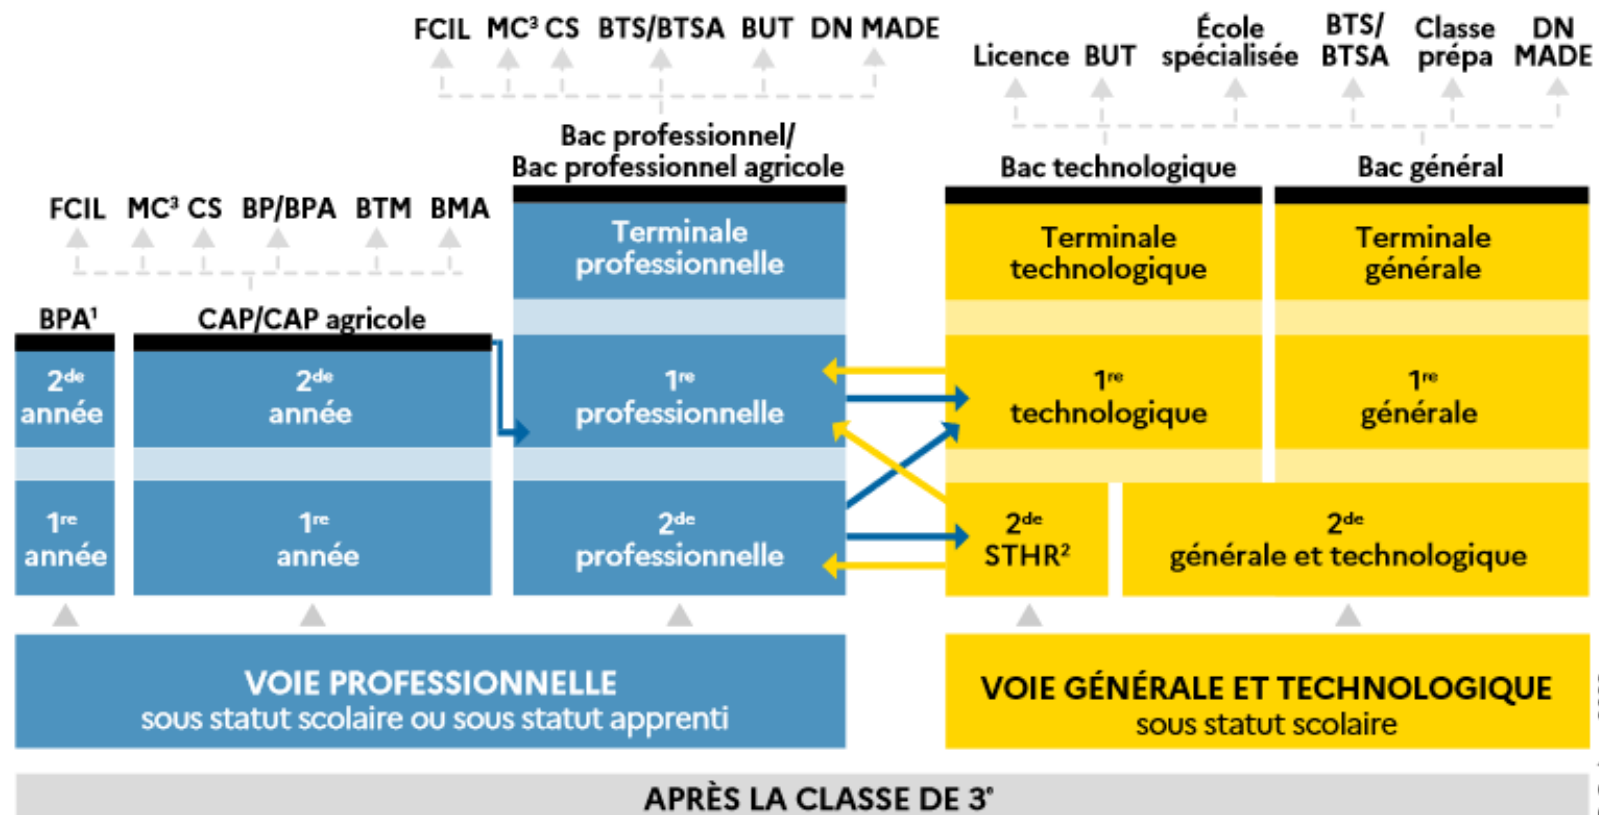 FCIL MC³ CS BTS/BTSA BUT DN MADE
Licence BUT École spécialisée BTS/BTSA Classe prépa DN MADE
Bac professionnel/
Bac professionnel agricole
Bac technologique
Bac général
FCIL MC³ CS BP/BPA BTM BMA
BPA¹
CAP/CAP agricole
Terminale
professionnelle
Terminale
technologique
Terminale
générale
2de
année
2de
année
1re
professionnelle
1re
technologique
1re
générale
1re
année
1re
année
2de
professionnelle
2de
STHR²
2de
générale et technologique
VOIE PROFESSIONNELLE
sous statut scolaire ou sous statut apprenti
VOIE GÉNÉRALE ET TECHNOLOGIQUE
sous statut scolaire
APRÈS LA CLASSE DE 3e